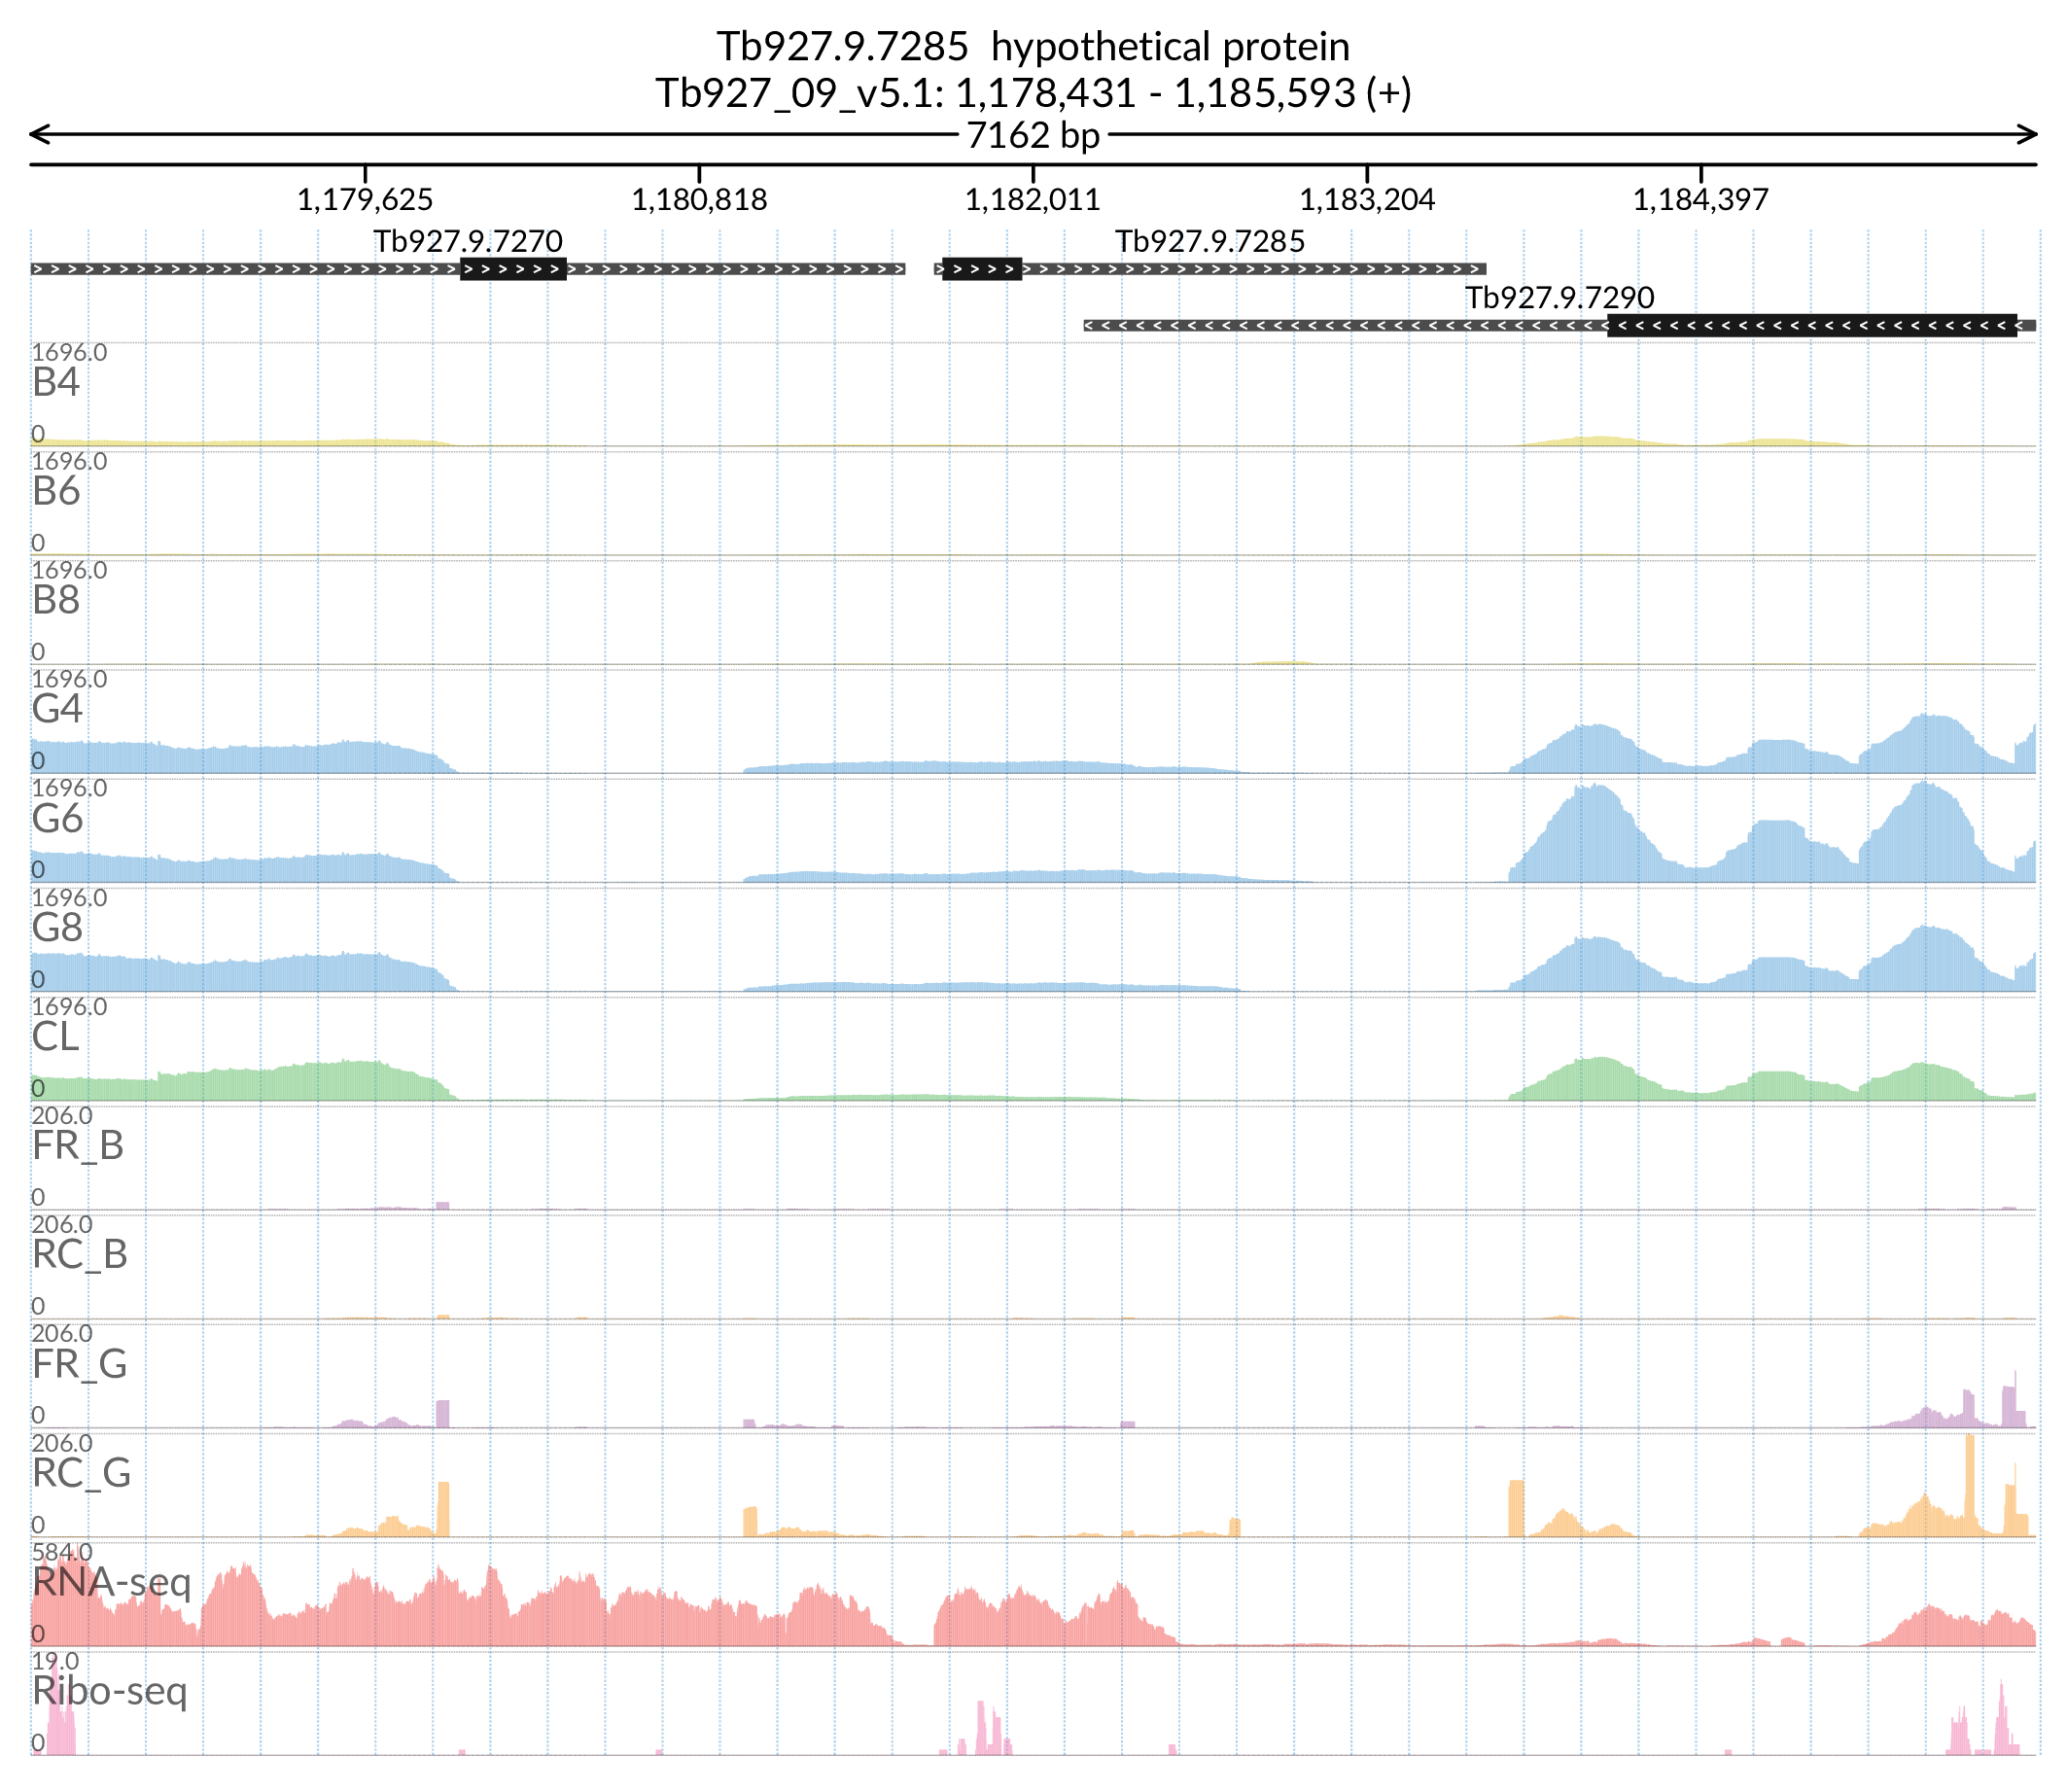 Tb927.9.7285 hypothetical protein
Tb927_09_v5.1: 1,178,431 - 1,185,593 (+)
7162 bp
1,179,625 1,180,818 1,182,011 1,183,204 1,184,397
Tb927.9.7270 Tb927.9.7285
Tb927.9.7290
1696.0
B4
0
1696.0
B6
0
1696.0
B8
0
1696.0
G4
0
1696.0
G6
0
1696.0
G8
0
1696.0
CL
0
206.0
FR_B
0
206.0
RC_B
0
206.0
FR_G
0
206.0
RC_G
0
584.0
RNA-seq
0
19.0
Ribo-seq
0